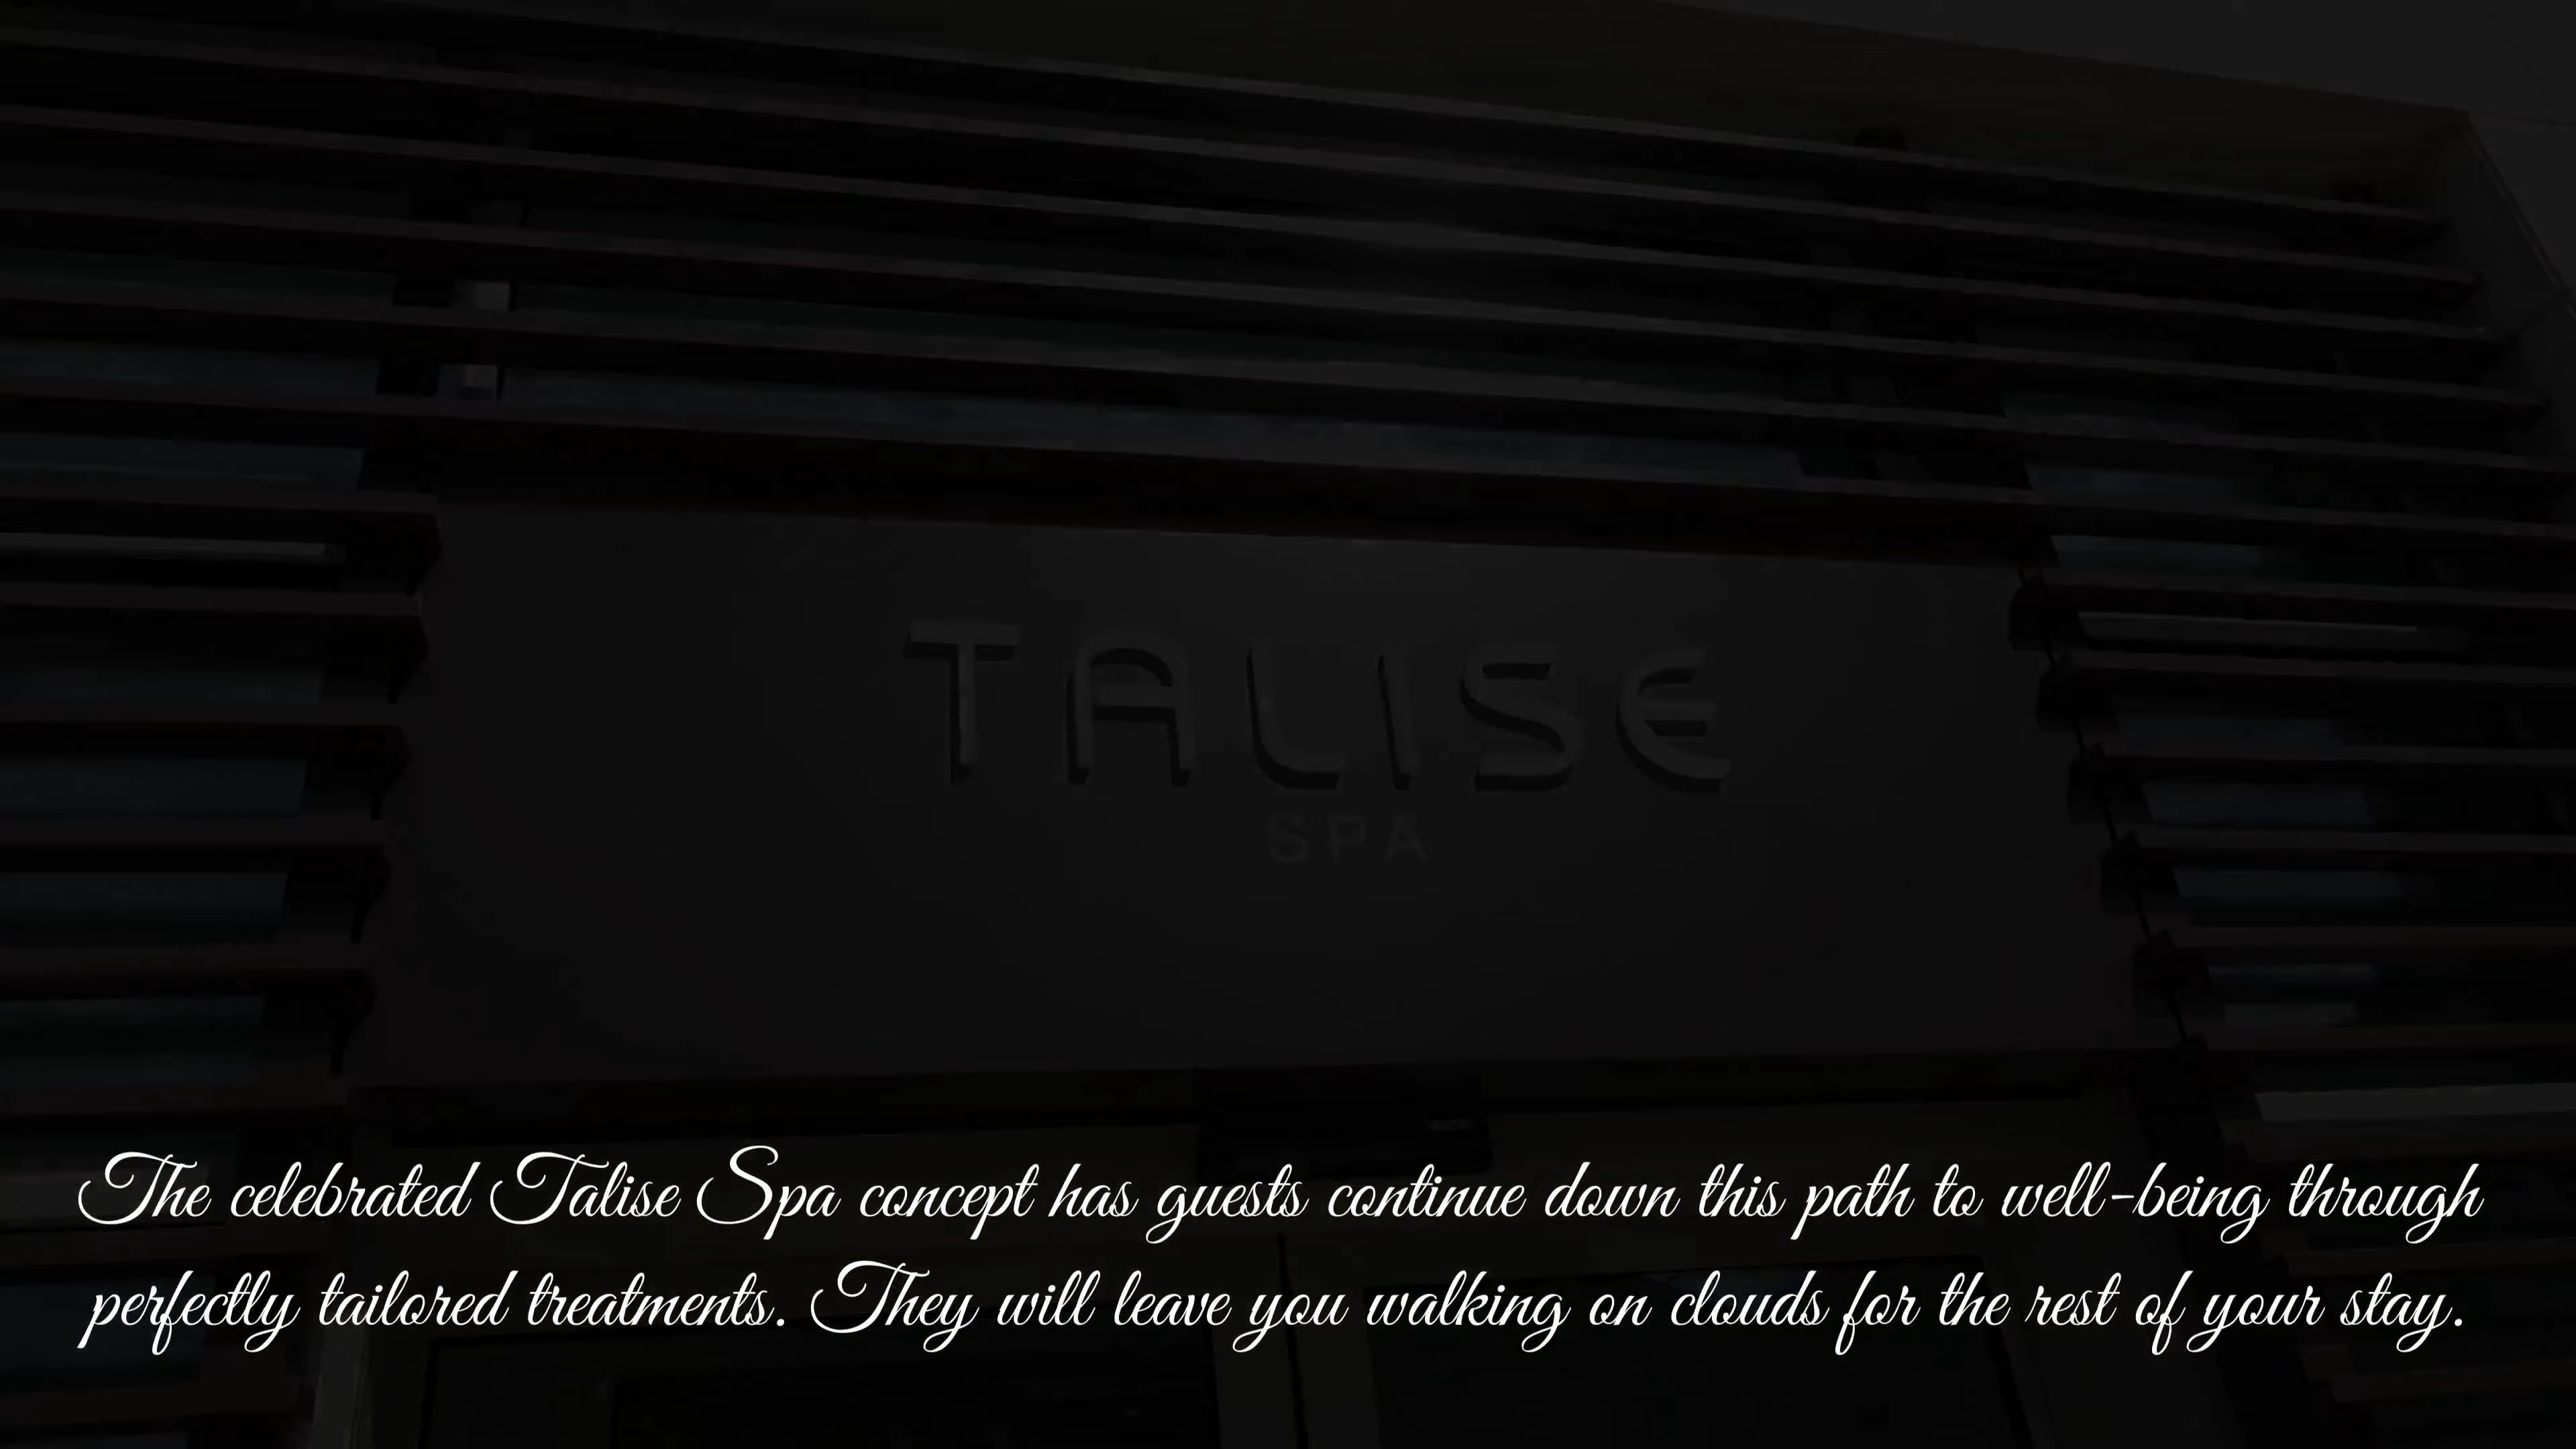 TALISE
SPA
The celebrated Talise Spa concept has guests continue down this path to well-being through
perfectly tailored treatments. They will leave you walking on clouds for the rest of your stay.